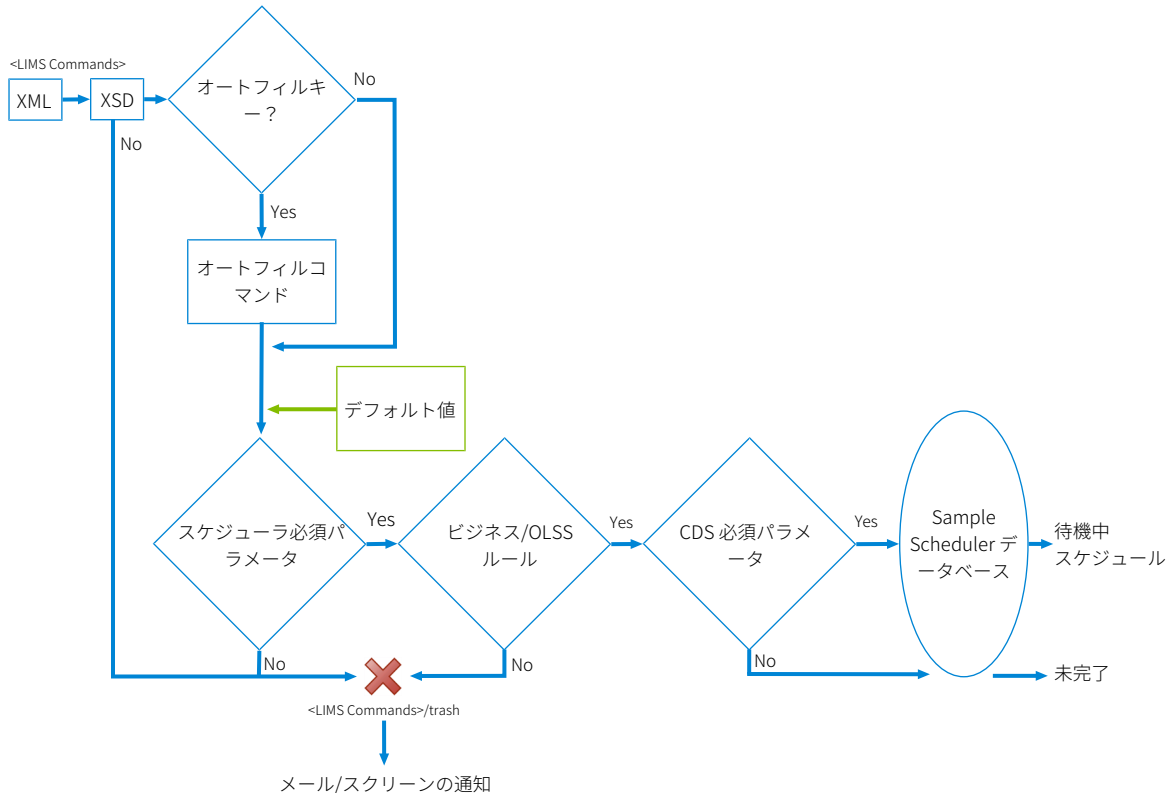 <LIMS Commands>
XML
XSD
No
オートフィルキ
ー？
No
Yes
オートフィルコ
マンド
デフォルト値
スケジューラ必須パ
ラメータ
Yes
No
ビジネス/OLSS
ルール
Yes
No
CDS 必須パラメ
ータ
Yes
No
Sample
Scheduler デ
ータベース
待機中
スケジュール
未完了
<LIMS Commands>/trash
メール/スクリーンの通知